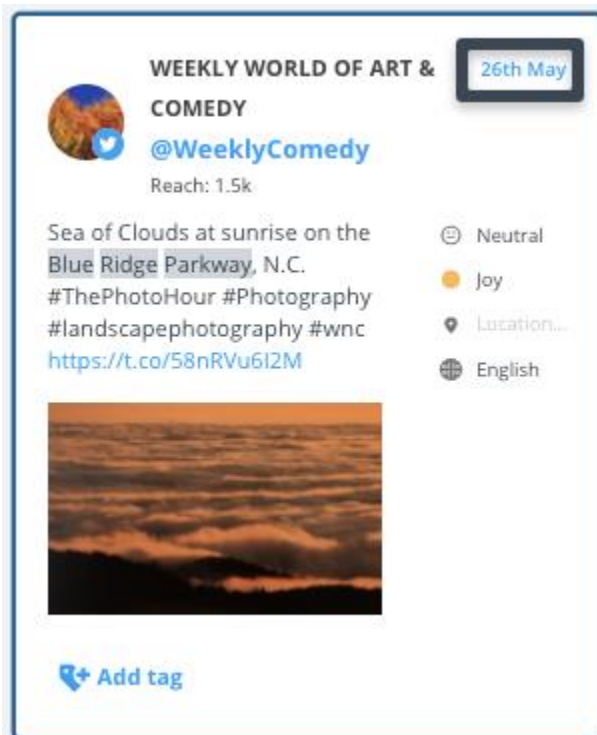 WEEKLY WORLD OF ART &
COMEDY
26th May
@WeeklyComedy
Reach: 1.5k
Sea of Clouds at sunrise on the
Blue Ridge Parkway, N.C.
#ThePhotoHour #Photography
#landscapephotography #wnc
https://t.co/58nRVu6I2M
Neutral
Joy
Location...
English
Add tag